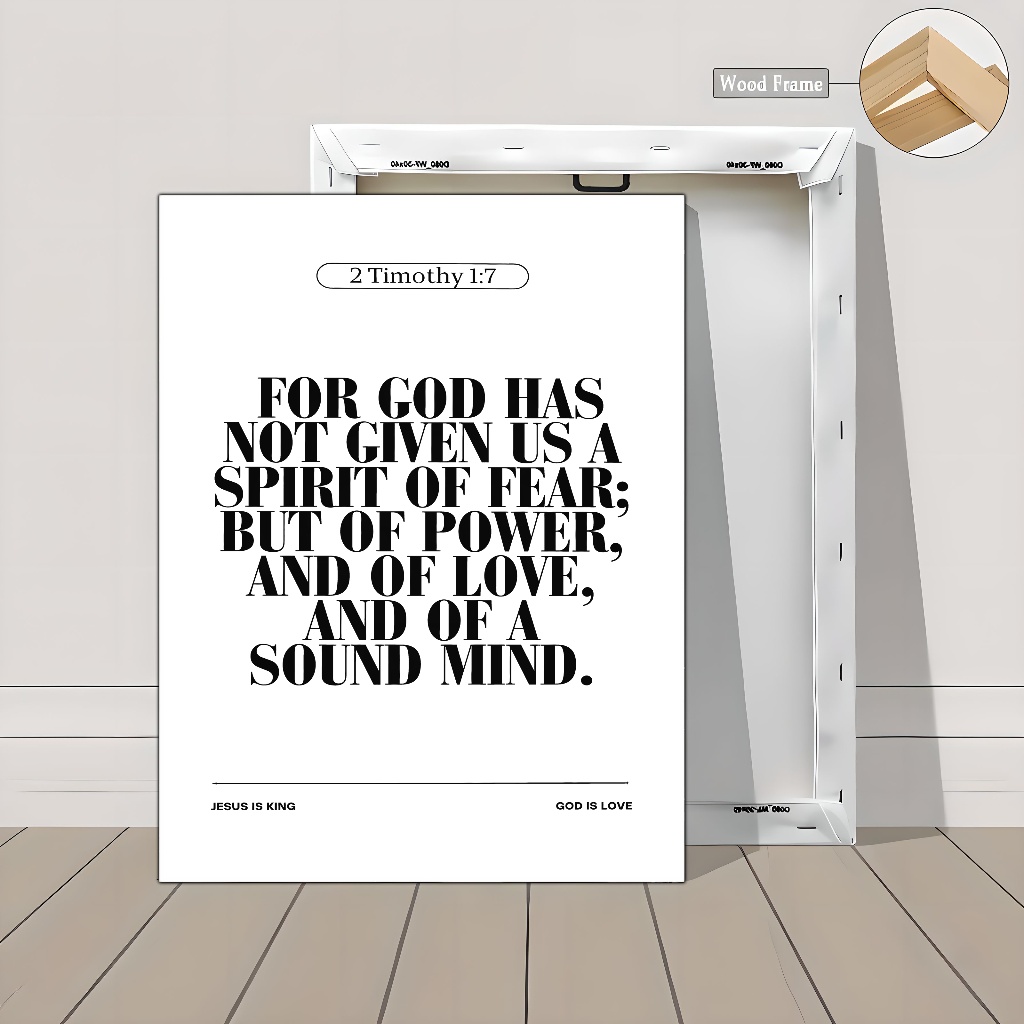 Wood Frame
2 Timothy 1:7
FOR GOD HAS
NOT GIVEN US A
SPIRIT OF FEAR;
BUT OF POWER,
AND OF LOVE,
AND OF A
SOUND MIND.
JESUS IS KING
GOD IS LOVE